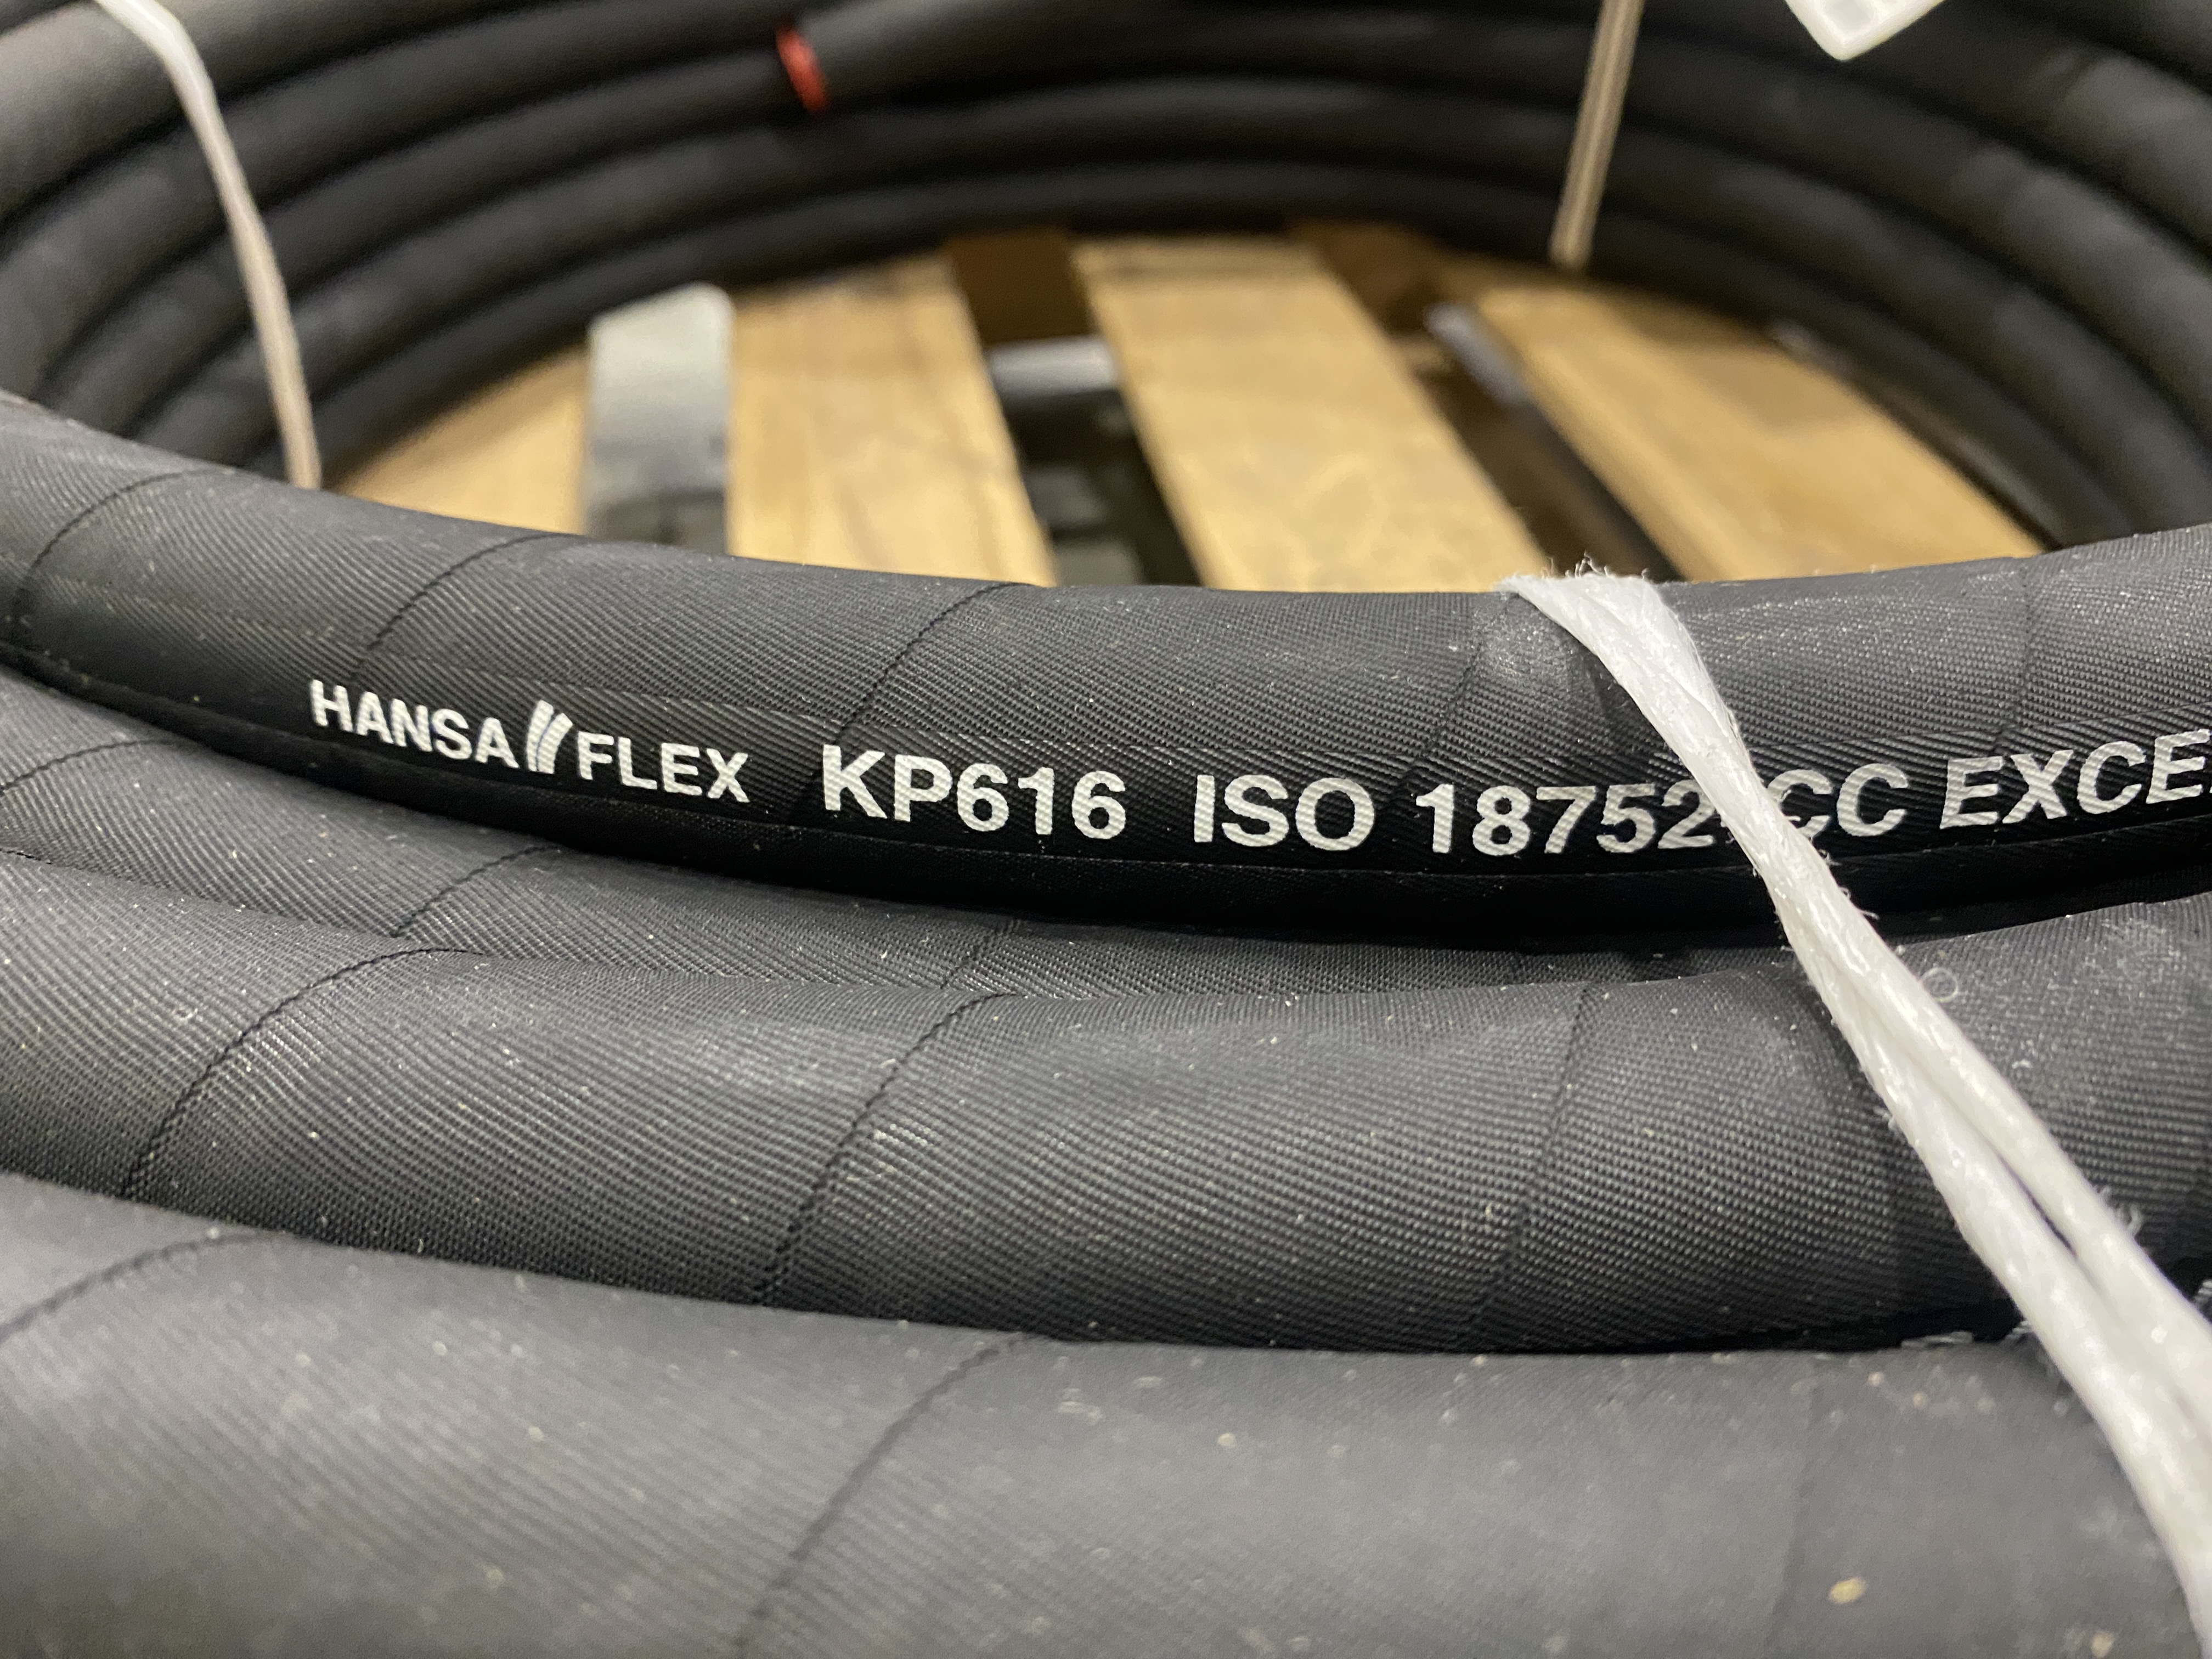 HANSA FLEX KP616 ISO 18752 CC